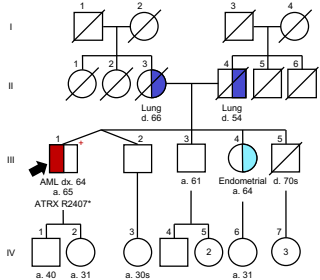 1 2 3 4
I
1 2 3 4 5 6
II
Lung Lung
d. 66 d. 54
1 + 2 3 4 5
III
AML dx. 64 a. 61 Endometrial d. 70s
a. 65 a. 64
ATRX R2407*
1 2 3 4 5 6 7
IV 2 3
a. 40 a. 31 a. 30s a. 31